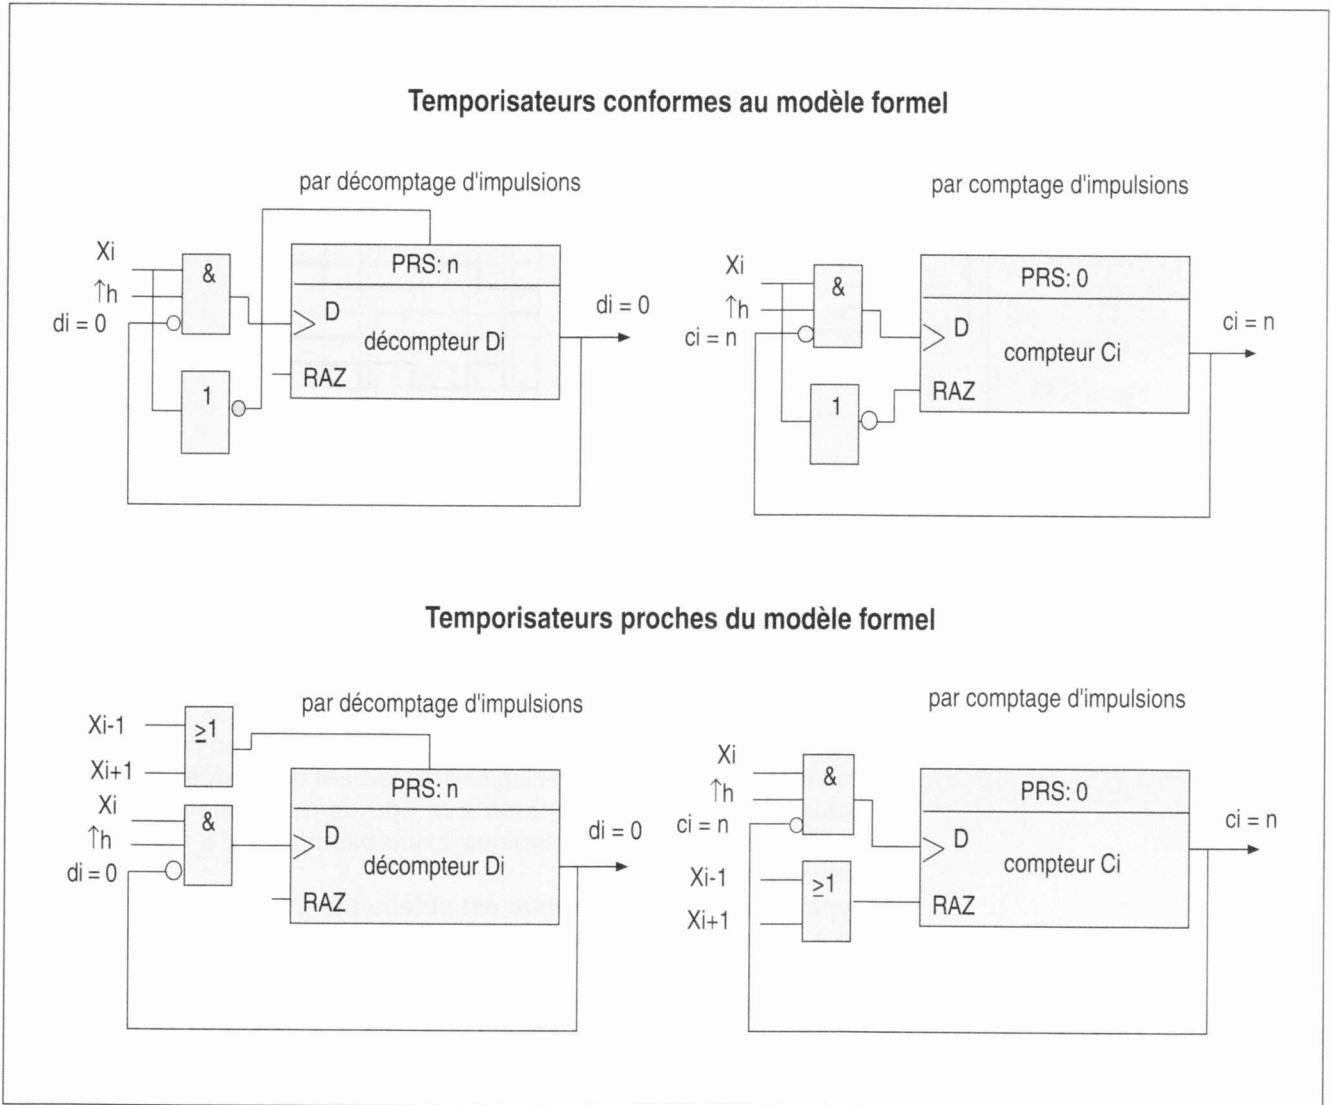 Temporisateurs conformes au modèle formel
par décomptage d'impulsions
Xi
↑h
di = 0
&
1
PRS: n
D
décompteur Di
RAZ
di = 0
par comptage d'impulsions
Xi
↑h
ci = n
&
1
PRS: 0
D
compteur Ci
RAZ
ci = n
Temporisateurs proches du modèle formel
par décomptage d'impulsions
Xi-1
Xi+1
≥1
Xi
↑h
di = 0
&
PRS: n
D
décompteur Di
RAZ
di = 0
par comptage d'impulsions
Xi
↑h
ci = n
&
Xi-1
Xi+1
≥1
PRS: 0
D
compteur Ci
RAZ
ci = n